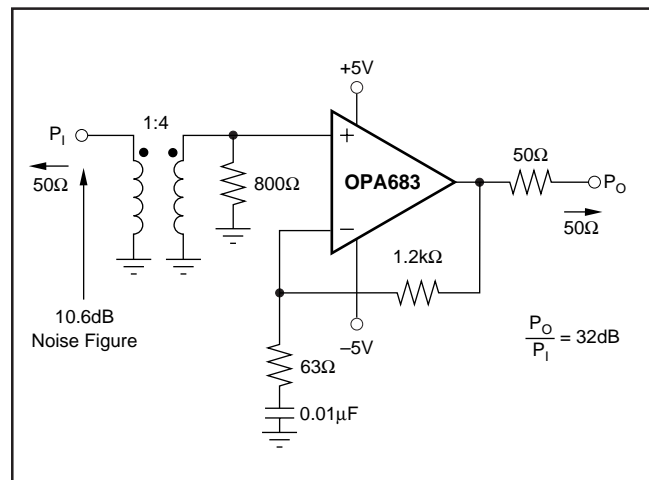 +5V
P_I
1:4
50Ω
800Ω
+
OPA683
–
50Ω
P_O
50Ω
1.2kΩ
–5V
10.6dB
Noise Figure
63Ω
0.01µF
P_O
P_I
= 32dB